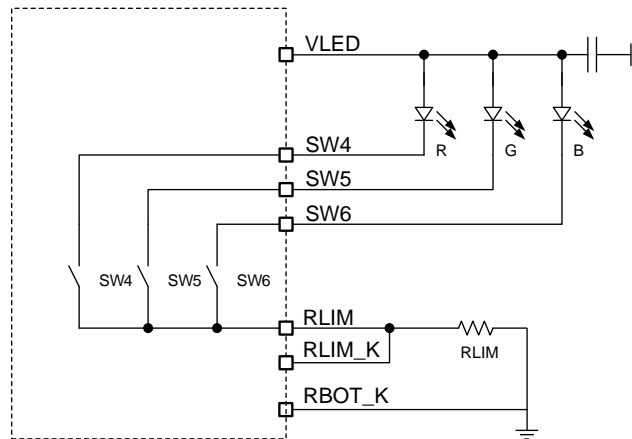 VLED
SW4
R G B
SW5
SW6
SW4 SW5 SW6
RLIM
RLIM_K
RLIM
RBOT_K